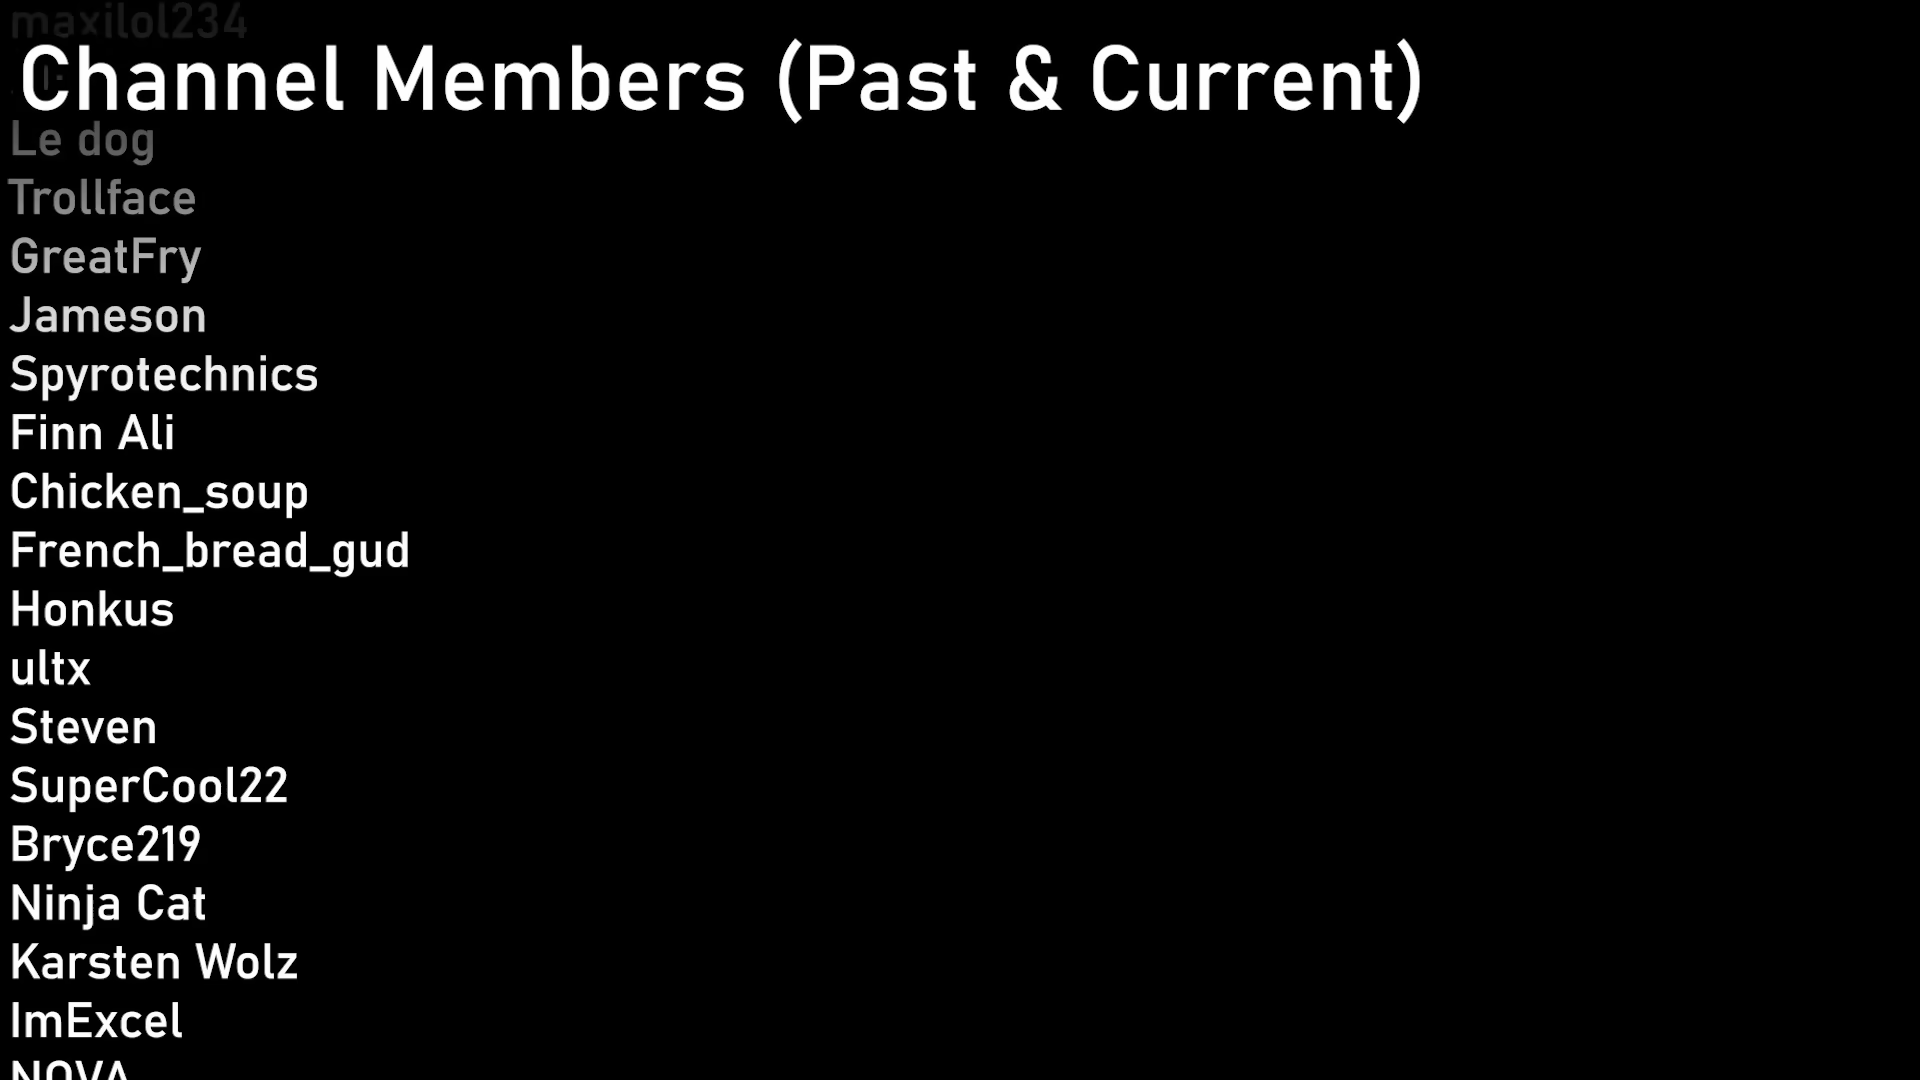 maxilol234
Channel Members (Past & Current)
Le dog
Trollface
GreatFry
Jameson
Spyrotechnics
Finn Ali
Chicken_soup
French_bread_gud
Honkus
ultx
Steven
SuperCool22
Bryce219
Ninja Cat
Karsten Wolz
ImExcel
NOVA